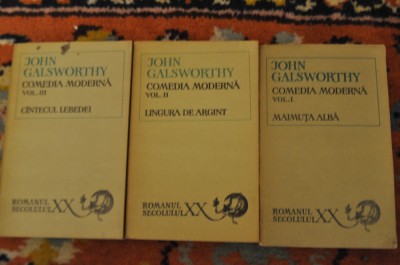 JOHN
GALSWORTHY
COMEDIA MODERNĂ
VOL. III
CÎNTECUL LEBEDEI
ROMANUL
SECOLULUI XX
JOHN
GALSWORTHY
COMEDIA MODERNĂ
VOL. II
LINGURA DE ARGINT
ROMANUL
SECOLULUI XX
JOHN
GALSWORTHY
COMEDIA MODERNĂ
VOL. I
MAIMUȚA ALBĂ
ROMANUL
SECOLULUI XX